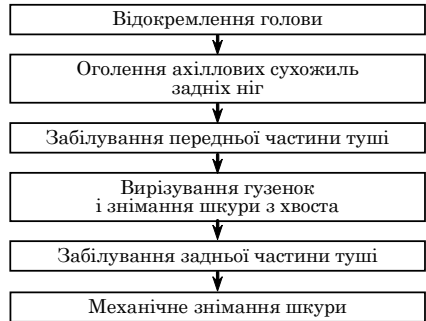 Відокремлення голови
Оголення ахіллових сухожиль
задніх ніг
Забілування передньої частини туші
Вирізування гузенок
і знімання шкури з хвоста
Забілування задньої частини туші
Механічне знімання шкури